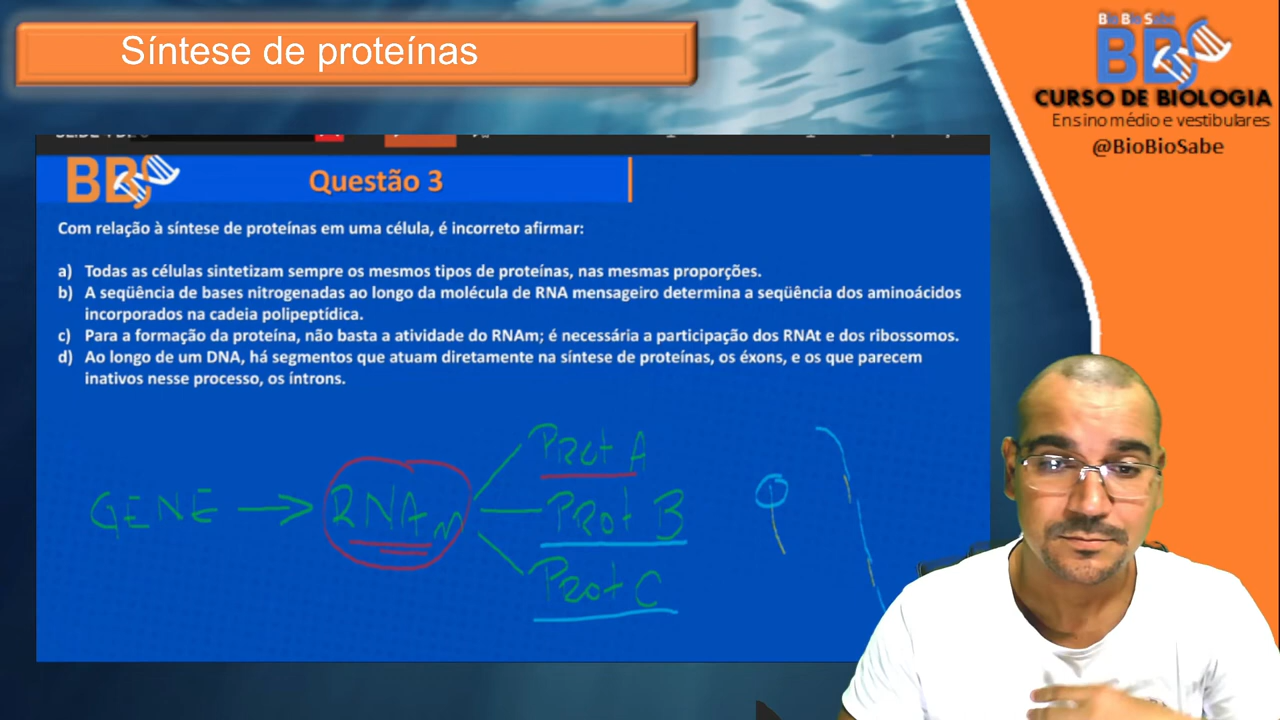 Síntese de proteínas
Bio Bio Sabe
BBS
CURSO DE BIOLOGIA
Ensino médio e vestibulares
@BioBioSabe
BBS
Questão 3
Com relação à síntese de proteínas em uma célula, é incorreto afirmar:
a) Todas as células sintetizam sempre os mesmos tipos de proteínas, nas mesmas proporções.
b) A seqüência de bases nitrogenadas ao longo da molécula de RNA mensageiro determina a seqüência dos aminoácidos
incorporados na cadeia polipeptídica.
c) Para a formação da proteína, não basta a atividade do RNAm; é necessária a participação dos RNAt e dos ribossomos.
d) Ao longo de um DNA, há segmentos que atuam diretamente na síntese de proteínas, os éxons, e os que parecem
inativos nesse processo, os íntrons.
Prot A
GENE → RNAm Prot B
Prot C